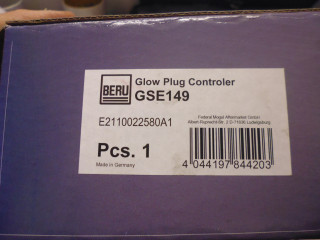 BERU
Glow Plug Controler
GSE149
E2110022580A1
Federal Mogul Aftermarket GmbH
Pcs. 1
Made in Germany
4 044197 844203